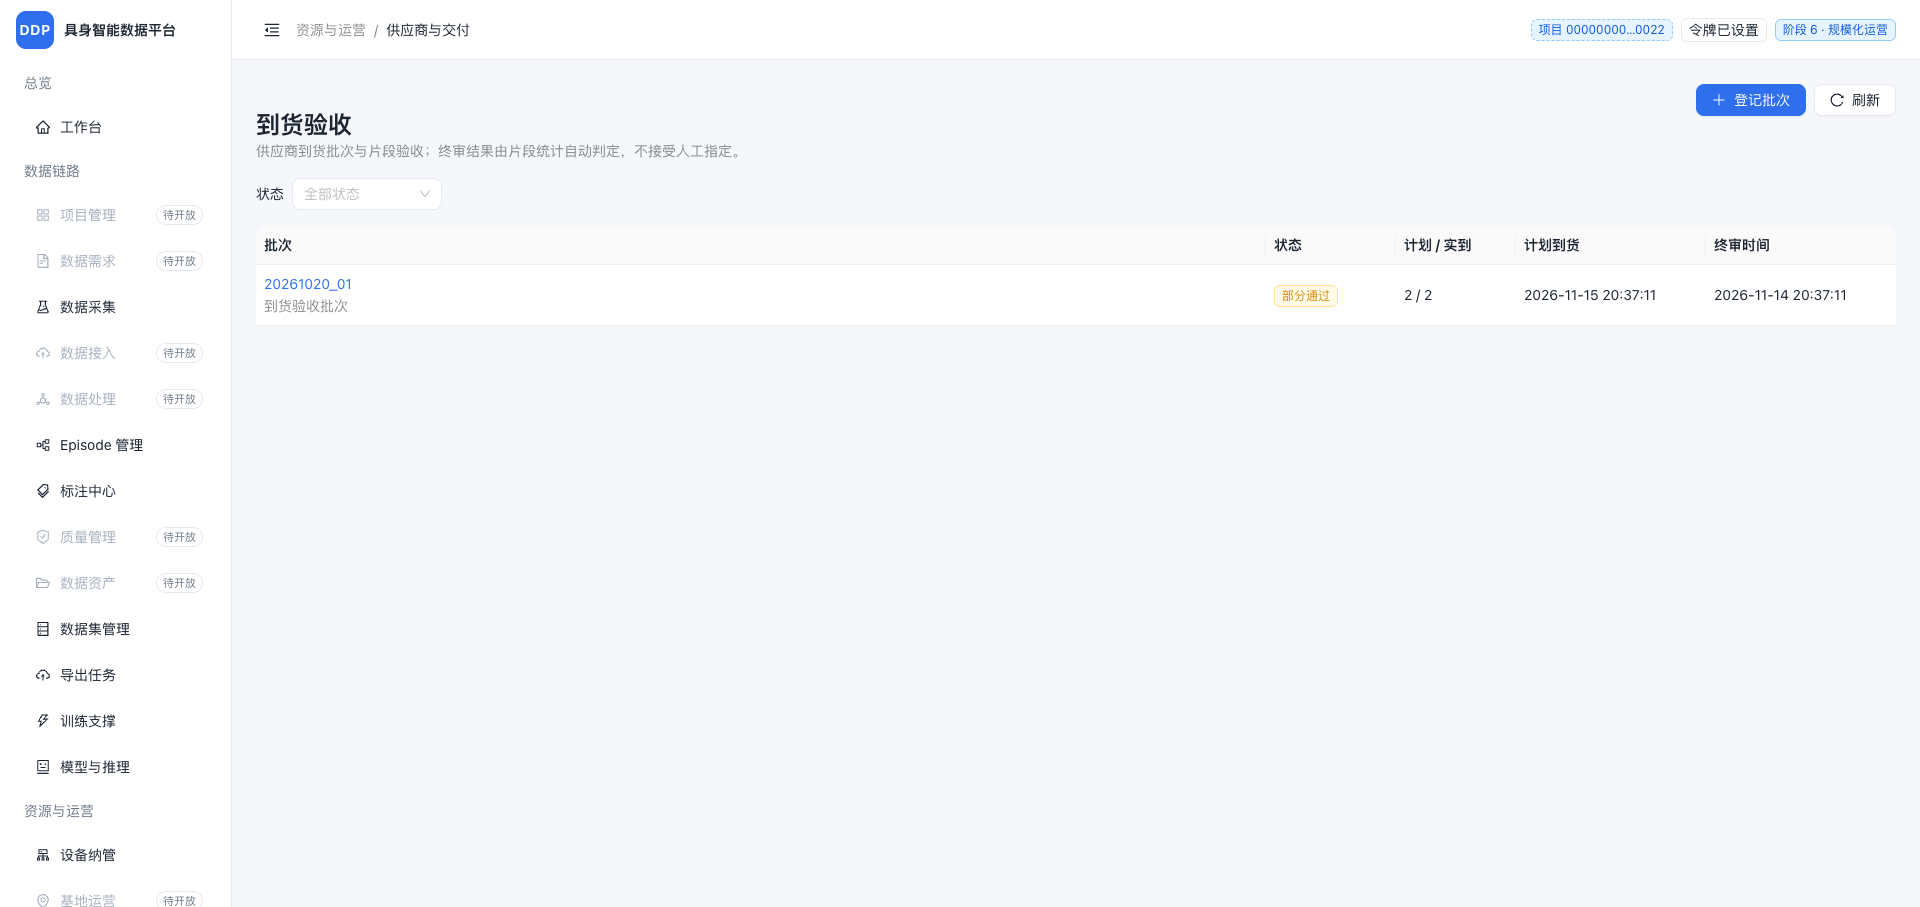 DDP 具身智能数据平台
总览
工作台
数据链路
项目管理 待开放
数据需求 待开放
数据采集
数据接入 待开放
数据处理 待开放
Episode 管理
标注中心
质量管理 待开放
数据资产 待开放
数据集管理
导出任务
训练支撑
模型与推理
资源与运营
设备纳管
基地运营 待开放
资源与运营 / 供应商与交付
项目 00000000…0022 令牌已设置 阶段 6 · 规模化运营
登记批次 刷新
到货验收
供应商到货批次与片段验收；终审结果由片段统计自动判定，不接受人工指定。
状态 全部状态
批次 状态 计划 / 实到 计划到货 终审时间
20261020_01
到货验收批次
部分通过 2 / 2 2026-11-15 20:37:11 2026-11-14 20:37:11